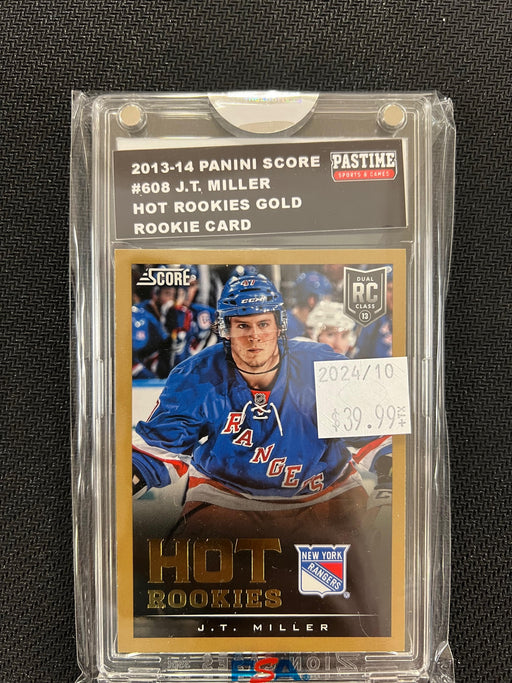 2013-14 PANINI SCORE
#608 J.T. MILLER
HOT ROOKIES GOLD
ROOKIE CARD
PASTIME
SPORTS & GAMES
SCORE
DUAL
RC
CLASS
13
2024/10
$39.99+TX
RANGERS
HOT
ROOKIES
NEW YORK
RANGERS
J.T. MILLER
PSA